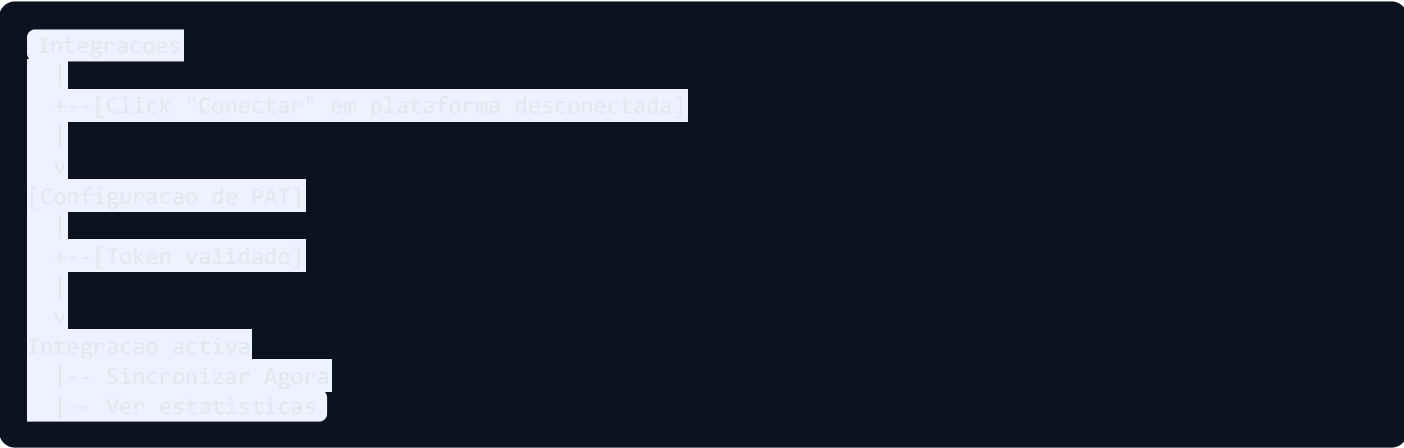 Integracoes
|
+--[Click "Conectar" em plataforma desconectada]
|
v
[Configuracao de PAT]
|
+--[Token validado]
|
v
Integracao activa
|-- Sincronizar Agora
|-- Ver estatisticas